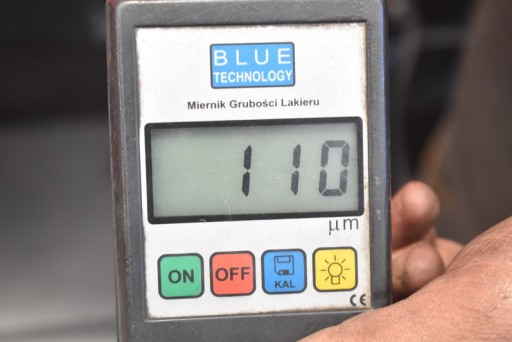 BLUE
TECHNOLOGY
Miernik Grubości Lakieru
110
μm
ON
OFF
KAL
CE